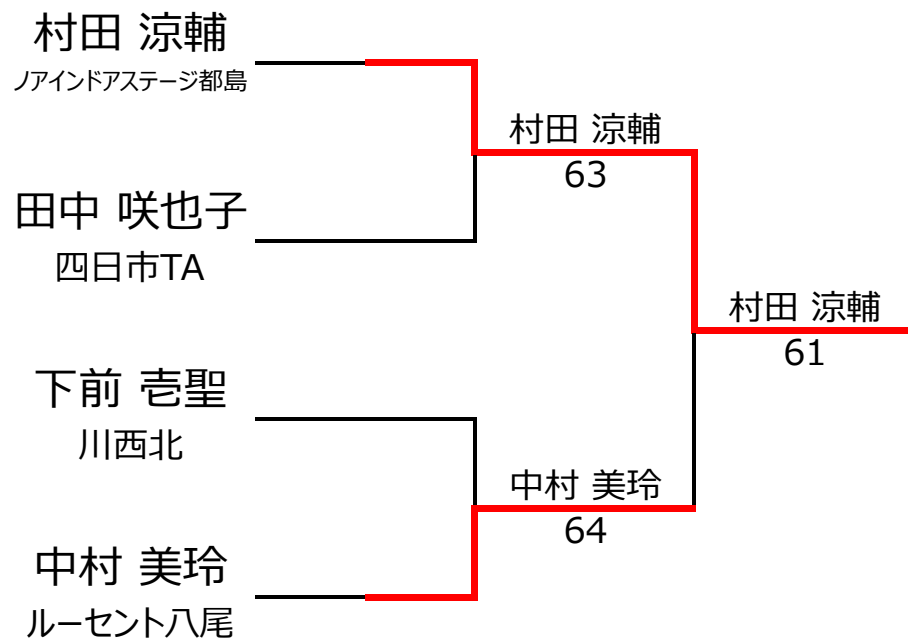 村田 涼輔
ノアインドアステージ都島
村田 涼輔
63
田中 咲也子
四日市TA
村田 涼輔
61
下前 壱聖
川西北
中村 美玲
64
中村 美玲
ルーセント八尾